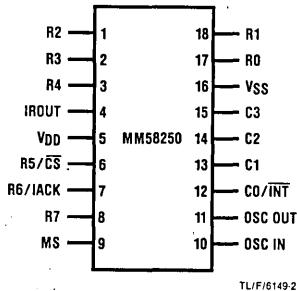 R2 1 18 R1
R3 2 17 R0
R4 3 16 VSS
IROUT 4 15 C3
VDD 5 MM58250 14 C2
R5/C̅S̅ 6 13 C1
R6/IACK 7 12 C0/I̅N̅T̅
R7 8 11 OSC OUT
MS 9 10 OSC IN
TL/F/6149-2